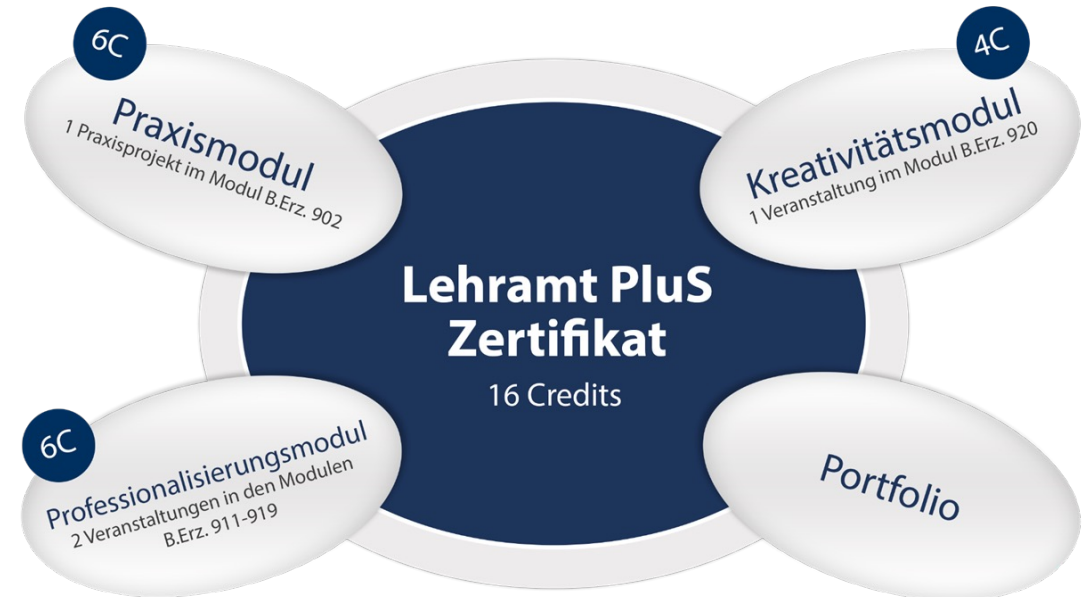 6C
Praxismodul
1 Praxisprojekt im Modul B.Erz. 902
4C
Kreativitätsmodul
1 Veranstaltung im Modul B.Erz. 920
Lehramt PluS
Zertifikat
16 Credits
6C
Professionalisierungsmodul
2 Veranstaltungen in den Modulen
B.Erz. 911-919
Portfolio